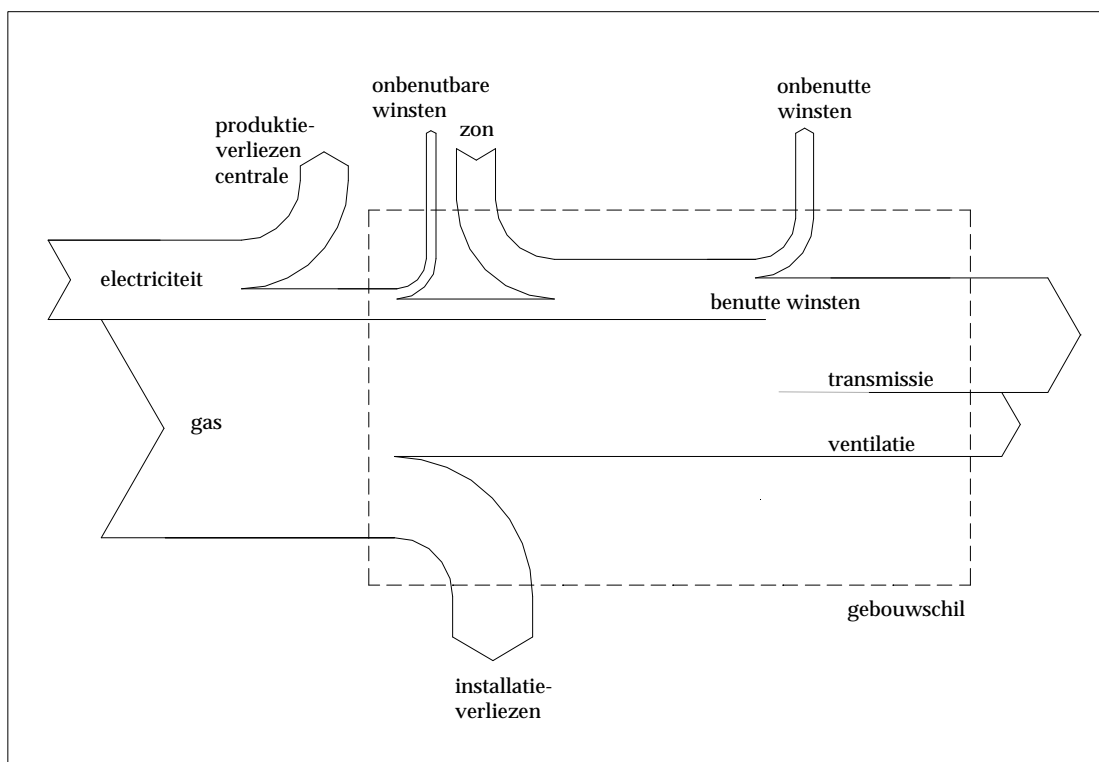 onbenutbare
winsten
onbenutte
winsten
produktie-
verliezen
centrale
zon
electriciteit
benutte winsten
transmissie
gas
ventilatie
gebouwschil
installatie-
verliezen